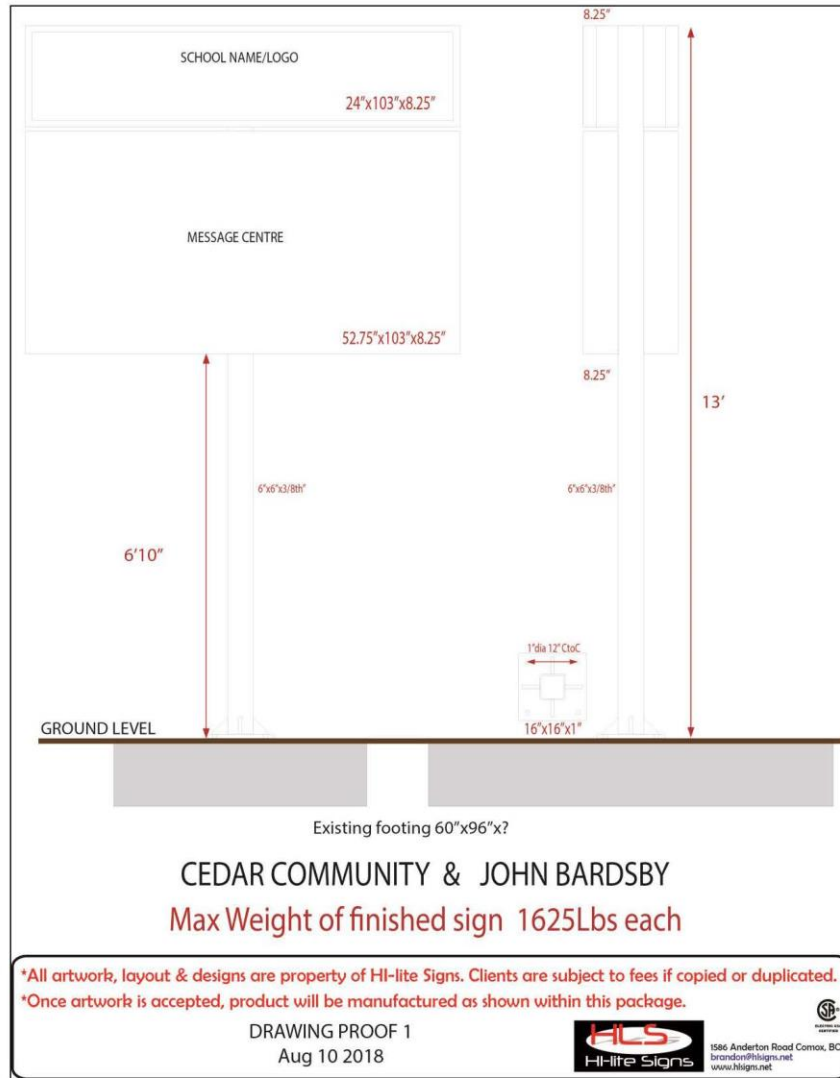 8.25"
SCHOOL NAME/LOGO
24"x103"x8.25"
MESSAGE CENTRE
52.75"x103"x8.25"
8.25"
13'
6"x6"x3/8th"
6"x6"x3/8th"
6'10"
1"dia 12" CtoC
GROUND LEVEL
16"x16"x1"
Existing footing 60"x96"x?
CEDAR COMMUNITY & JOHN BARDSBY
Max Weight of finished sign 1625Lbs each
*All artwork, layout & designs are property of HI-lite Signs. Clients are subject to fees if copied or duplicated.
*Once artwork is accepted, product will be manufactured as shown within this package.
DRAWING PROOF 1
Aug 10 2018
HLS
HI-lite Signs
1586 Anderton Road Comox, BC
brandon@hlsigns.net
www.hlsigns.net